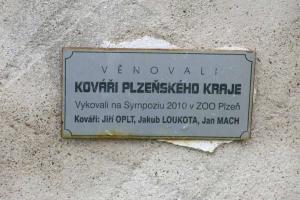 VĚNOVALI
KOVÁŘI PLZEŇSKÉHO KRAJE
Vykovali na Sympoziu 2010 v ZOO Plzeň
Kováři: Jiří OPLT, Jakub LOUKOTA, Jan MACH